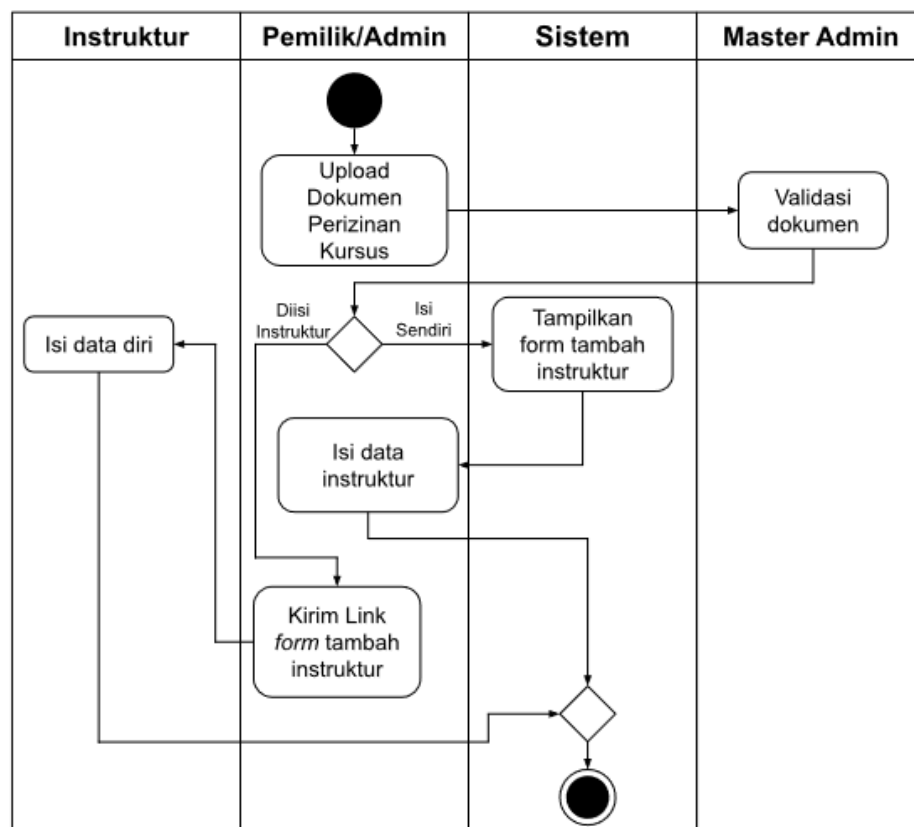 Instruktur
Pemilik/Admin
Sistem
Master Admin
Upload
Dokumen
Perizinan
Kursus
Validasi
dokumen
Diisi
Instruktur
Isi
Sendiri
Tampilkan
form tambah
instruktur
Isi data diri
Isi data
instruktur
Kirim Link
form tambah
instruktur